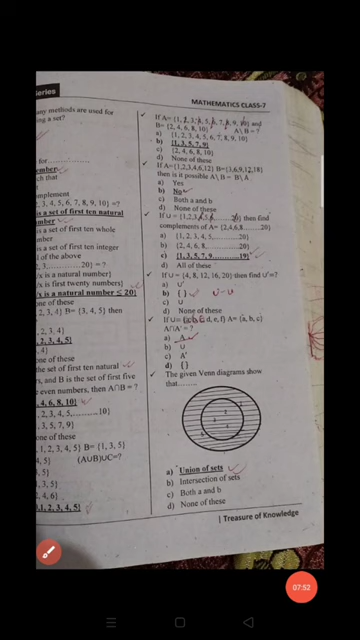 Series
MATHEMATICS CLASS-7
any methods are used for
ing a set?
for..............
ember
ch that
omplement
3, 4, 5, 6, 7, 8, 9, 10} =?
is a set of first ten natural
umber
is a set of first ten whole
mber
is a set of first ten integer
l of the above
2, 3,..............20} = ?
/x is a natural number}
/x is first twenty numbers}
/x is a natural number ≤ 20}
one of these
2, 3, 4} B= {3, 4, 5} then
2, 3, 4, 5}
, 4}
one of these
st ten natural
rs, and B is the set of first five
e even numbers, then A∩B = ?
, 4, 6, 8, 10}
1, 2, 3, 4, 5, ..............10}
3, 5, 7, 9}
one of these
1, 2, 3, 4, 5} B= {1, 3, 5}
4, 5} (A∪B)∪C=?
3, 5}
2, 4, 6}
1, 2, 3, 4, 5}
If A= {1, 2, 3, 4, 5, 6, 7, 8, 9, 10} and
B= {2, 4, 6, 8, 10} A\B = ?
a) {1, 2, 3, 4, 5, 6, 7, 8, 9, 10}
b) {1, 3, 5, 7, 9}
c) {2, 4, 6, 8, 10}
d) None of these
If A= {1,2,3,4,6,12} B={3,6,9,12,18}
then is it possible A\B = B\A
a) Yes
b) No
c) Both a and b
d) None of these
If U = {1,2,3,4,5, 20} then find
complements of A= {2,4,6,8........20}
a) {1, 2, 3, 4, 5,..........20}
b) {2, 4, 6, 8,...............20}
c) {1, 3, 5, 7, 9..............19}
d) All of these
If U = {4, 8, 12, 16, 20} then find U'=?
a) U'
b) { } U-U
c) U
d) None of these
If U= {a, b, c, d, e, f} A= {a, b, c}
A∩A' = ?
a) A
b) U
c) A'
d) { }
The given Venn diagrams show
that........
a) Union of sets
b) Intersection of sets
c) Both a and b
d) None of these
| Treasure of Knowledge
07:52